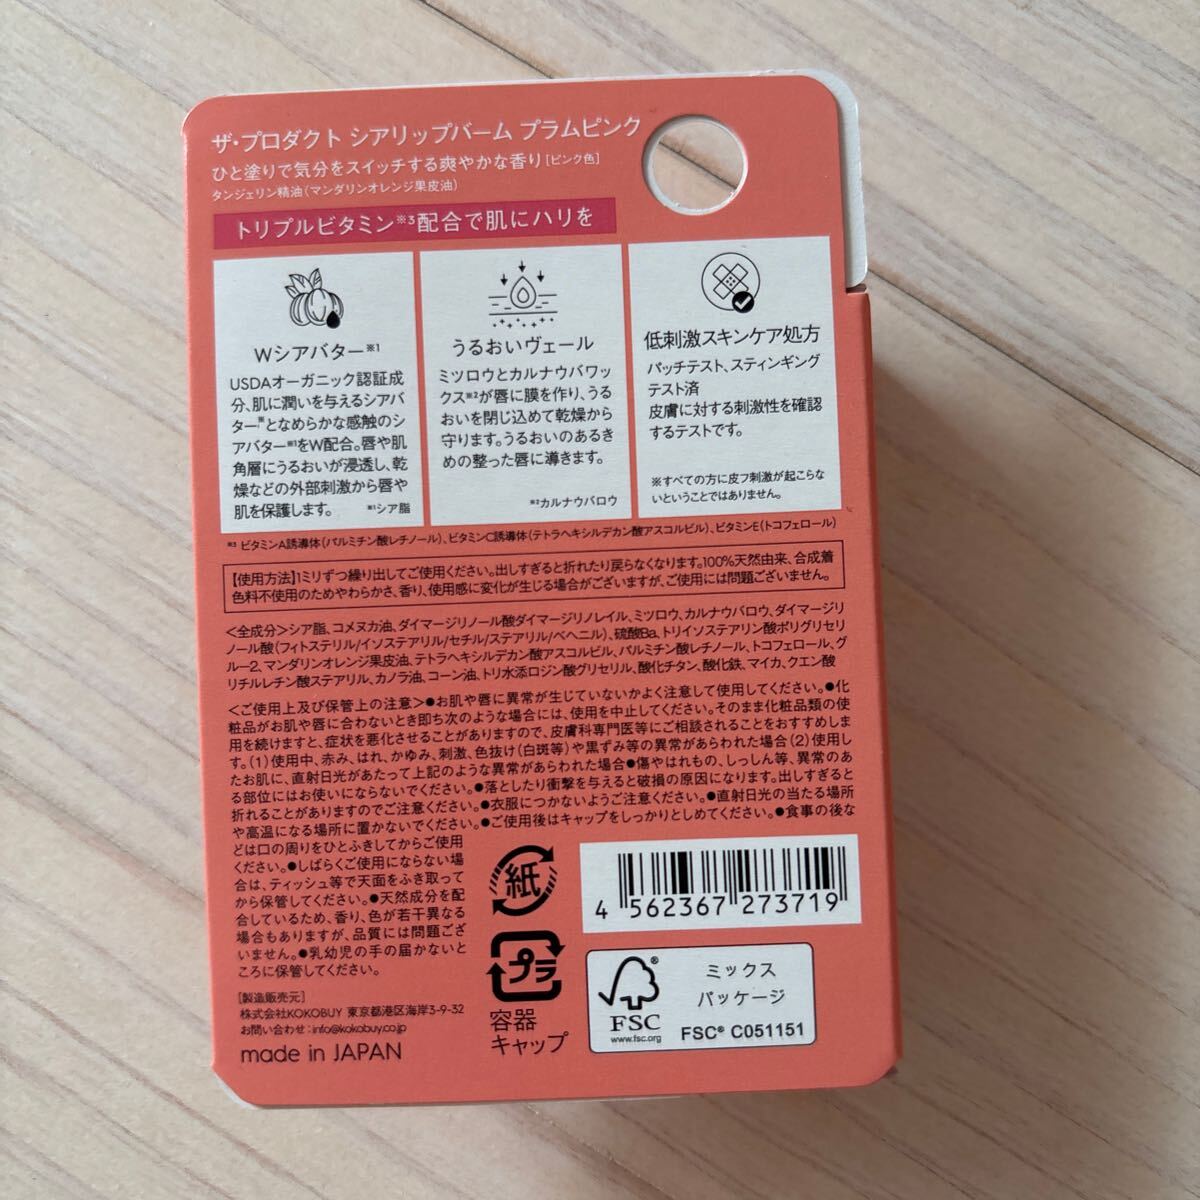 ザ・プロダクト シアリップバーム プラムピンク
ひと塗りで気分をスイッチする爽やかな香り[ピンク色]
タンジェリン精油(マンダリンオレンジ果皮油)
トリプルビタミン※3配合で肌にハリを
Wシアバター※1
USDAオーガニック認証成
分、肌に潤いを与えるシアバ
ター※となめらかな感触のシ
アバター※1をW配合。唇や肌
角層にうるおいが浸透し、乾
燥などの外部刺激から唇や
肌を保護します。 ※1シア脂
うるおいヴェール
ミツロウとカルナウバワッ
クス※2が唇に膜を作り、うる
おいを閉じ込めて乾燥から
守ります。うるおいのあるき
めの整った唇に導きます。
※2カルナウバロウ
低刺激スキンケア処方
パッチテスト、スティンギング
テスト済
皮膚に対する刺激性を確認
するテストです。
※すべての方に皮フ刺激が起こらな
いということではありません。
※3 ビタミンA誘導体(パルミチン酸レチノール)、ビタミンC誘導体(テトラヘキシルデカン酸アスコルビル)、ビタミンE(トコフェロール)
【使用方法】1ミリずつ繰り出してご使用ください。出しすぎると折れたり戻らなくなります。100%天然由来、合成着
色料不使用のためやわらかさ、香り、使用感に変化が生じる場合がございますが、ご使用には問題ございません。
<全成分>シア脂、コメヌカ油、ダイマージリノール酸ダイマージリノレイル、ミツロウ、カルナウバロウ、ダイマージリ
ノール酸(フィトステリル/イソステアリル/セチル/ステアリル/ベヘニル)、硫酸Ba、トリイソステアリン酸ポリグリセリ
ル-2、マンダリンオレンジ果皮油、テトラヘキシルデカン酸アスコルビル、パルミチン酸レチノール、トコフェロール、グ
リチルレチン酸ステアリル、カノラ油、コーン油、トリ水添ロジン酸グリセリル、酸化チタン、酸化鉄、マイカ、クエン酸
<ご使用上及び保管上の注意>●お肌や唇に異常が生じていないかよく注意して使用してください。●化
粧品がお肌や唇に合わないとき即ち次のような場合には、使用を中止してください。そのまま化粧品類の使
用を続けますと、症状を悪化させることがありますので、皮膚科専門医等にご相談されることをおすすめしま
す。(1)使用中、赤み、はれ、かゆみ、刺激、色抜け(白斑等)や黒ずみ等の異常があらわれた場合(2)使用し
たお肌に、直射日光があたって上記のような異常があらわれた場合●傷やはれもの、しっしん等、異常のあ
る部位にはお使いにならないでください。●落としたり衝撃を与えると破損の原因になります。出しすぎると
折れることがありますのでご注意ください。●衣服につかないようご注意ください。●直射日光の当たる場所
や高温になる場所に置かないでください。●ご使用後はキャップをしっかりとしめてください。●食事の後な
どは口の周りをひとふきしてからご使用
ください。●しばらくご使用にならない場
合は、ティッシュ等で天面をふき取って
から保管してください。●天然成分を配
合しているため、香り、色が若干異なる
場合もありますが、品質には問題ござ
いません。●乳幼児の手の届かないと
ころに保管してください。
[製造販売元]
株式会社KOKOBUY 東京都港区海岸3-9-32
お問い合わせ:info@kokobuy.co.jp
made in JAPAN
紙
プラ
容器
キャップ
4 562367 273719
FSC®
www.fsc.org
ミックス
パッケージ
FSC® C051151